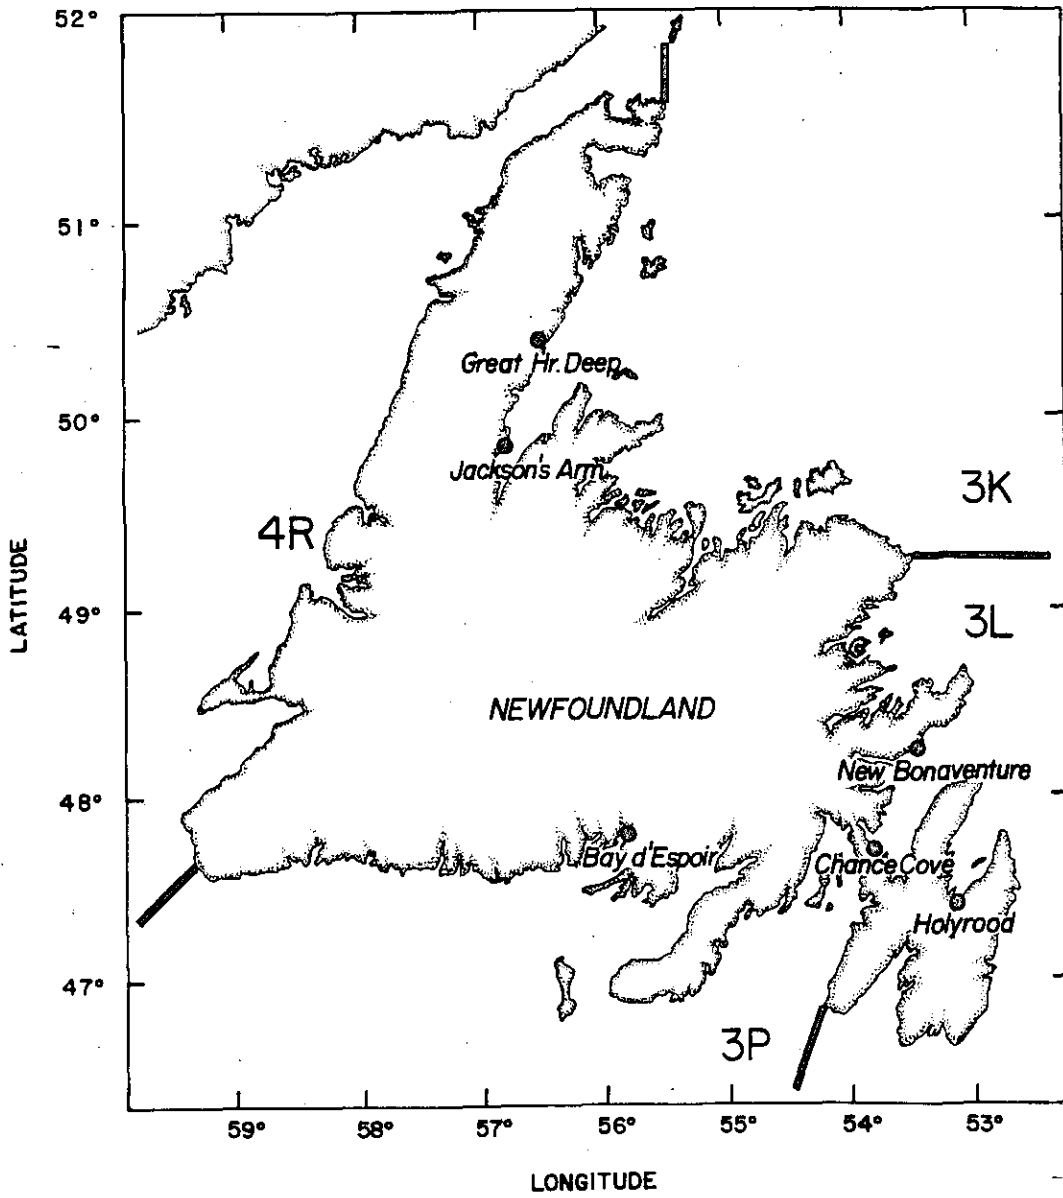 52°
51°
Great Hr. Deep
50°
Jackson's Arm
3K
4R
49°
3L
LATITUDE
NEWFOUNDLAND
New Bonaventure
48°
Bay d'Espoir
Chance Cove
Holyrood
47°
3P
59°
58°
57°
56°
55°
54°
53°
LONGITUDE